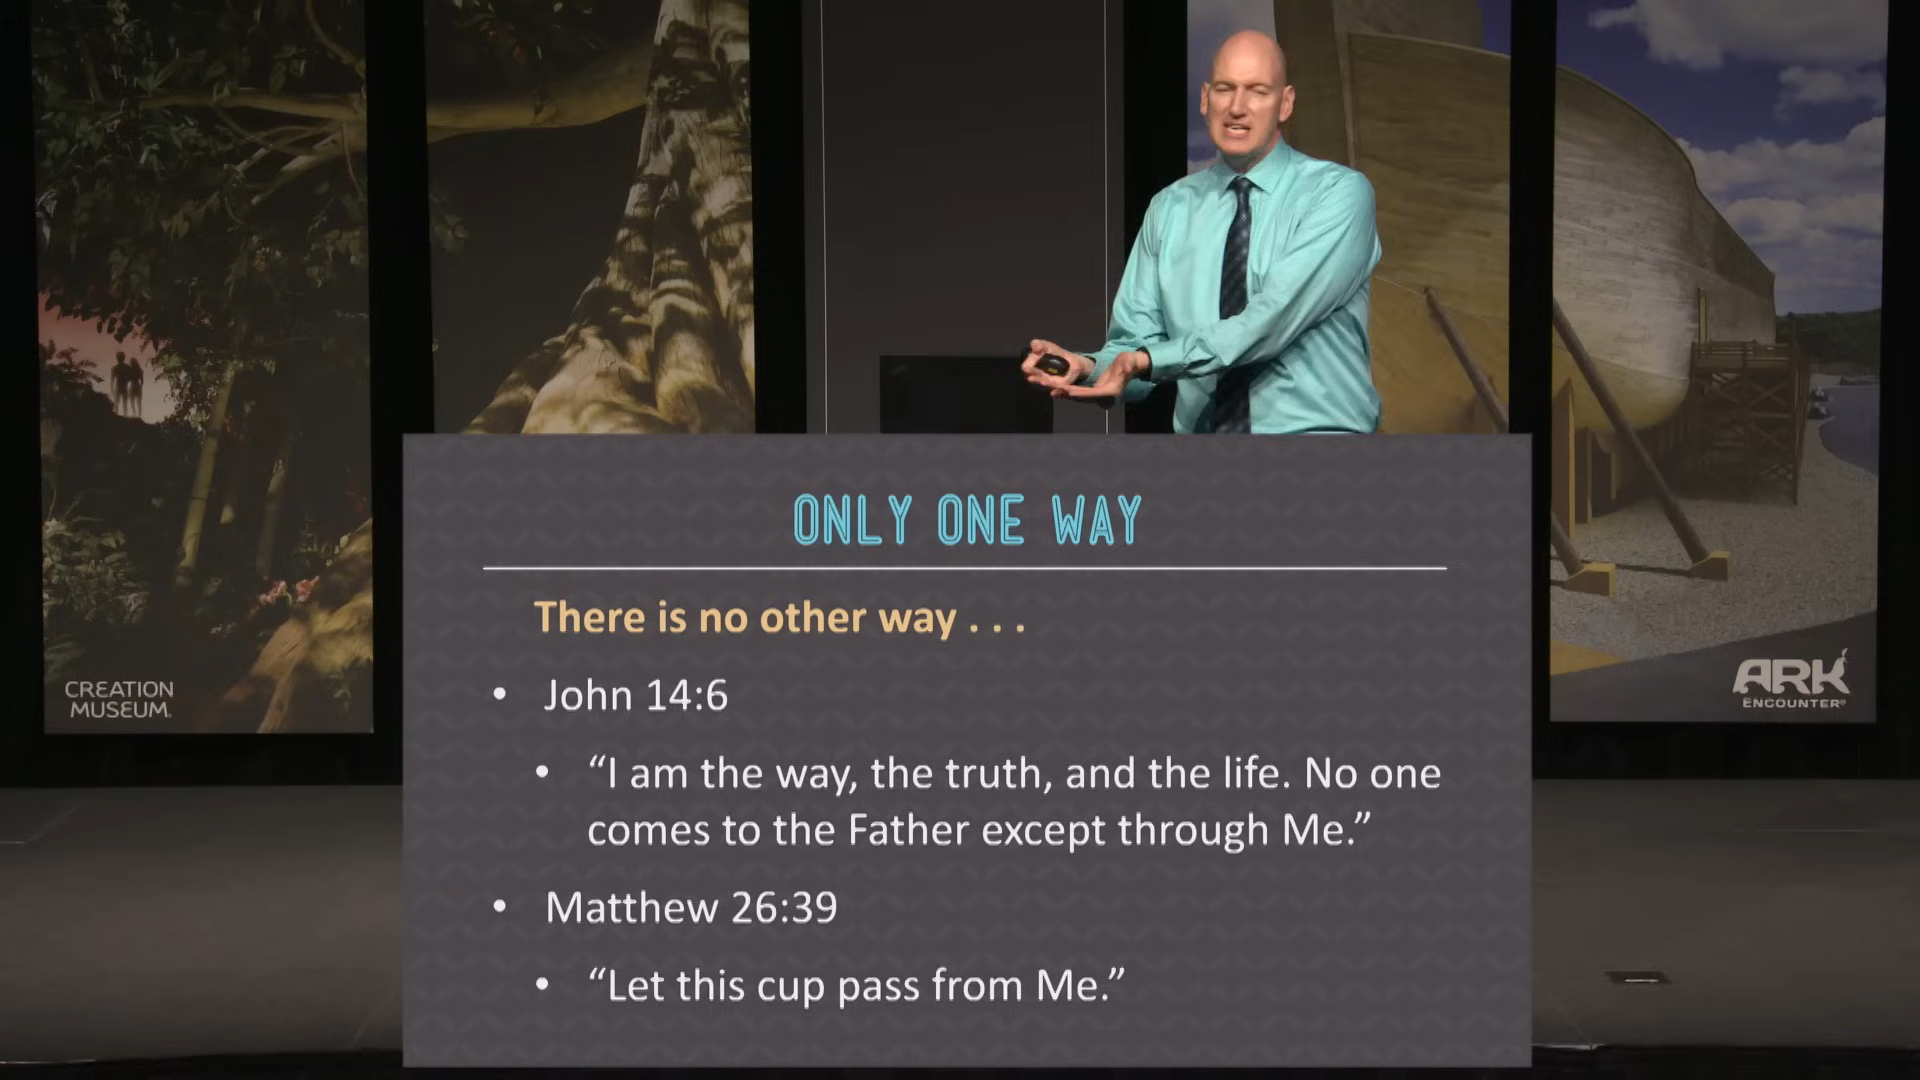 ONLY ONE WAY
There is no other way . . .
• John 14:6
• “I am the way, the truth, and the life. No one
comes to the Father except through Me.”
• Matthew 26:39
• “Let this cup pass from Me.”
CREATION
MUSEUM
ARK
ENCOUNTER®